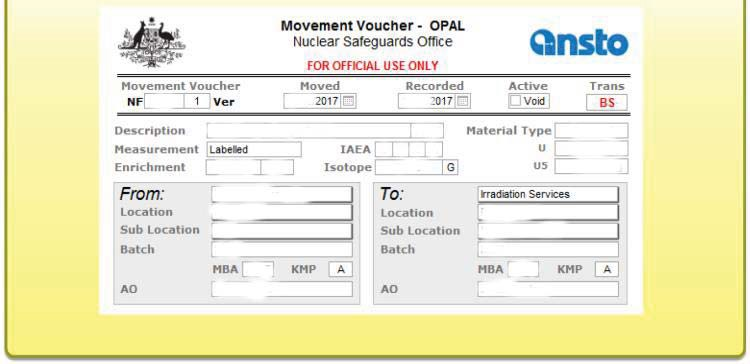 Movement Voucher - OPAL
Nuclear Safeguards Office
FOR OFFICIAL USE ONLY
ansto
Movement Voucher Moved Recorded Active Trans
NF 1 Ver 2017 2017 Void BS
Description Material Type
Measurement Labelled IAEA U
Enrichment Isotope G U5
From: To: Irradiation Services
Location Location
Sub Location Sub Location
Batch Batch
MBA KMP A MBA KMP A
AO AO